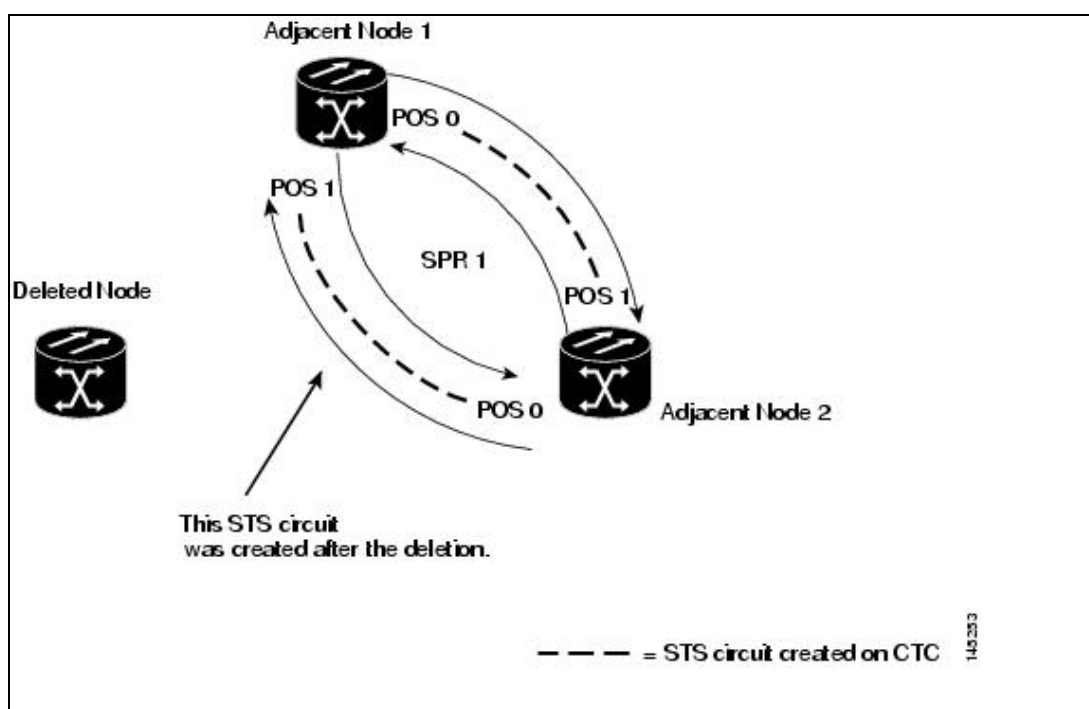 Adjacent Node 1
POS 0
POS 1
SPR 1
Deleted Node
POS 1
POS 0
Adjacent Node 2
This STS circuit
was created after the deletion.
= STS circuit created on CTC
145253